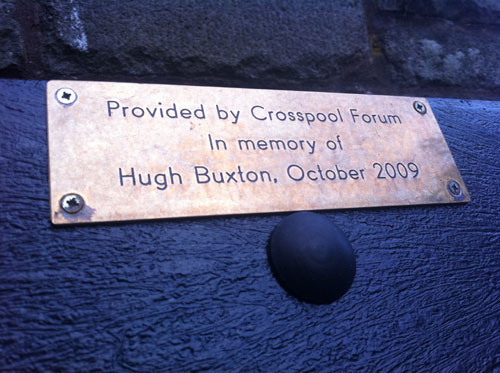 Provided by Crosspool Forum
In memory of
Hugh Buxton, October 2009